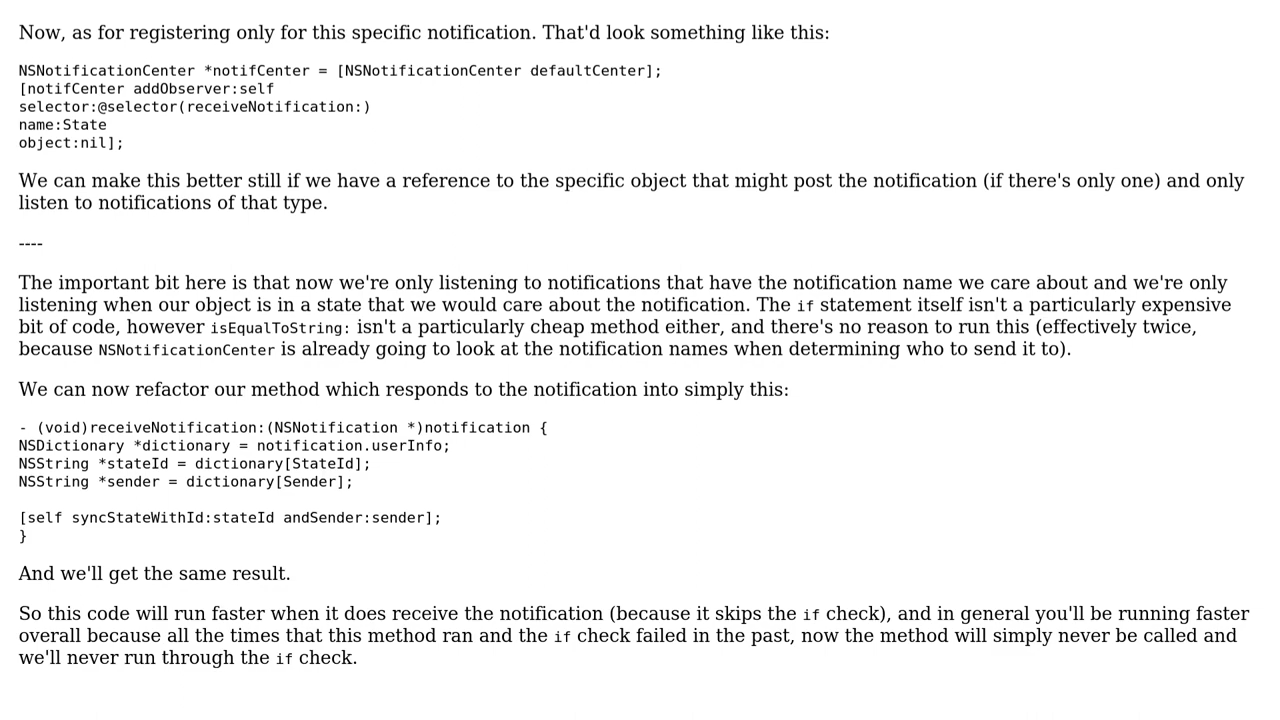 Now, as for registering only for this specific notification. That'd look something like this:
NSNotificationCenter *notifCenter = [NSNotificationCenter defaultCenter];
[notifCenter addObserver:self
selector:@selector(receiveNotification:)
name:State
object:nil];
We can make this better still if we have a reference to the specific object that might post the notification (if there's only one) and only
listen to notifications of that type.
----
The important bit here is that now we're only listening to notifications that have the notification name we care about and we're only
listening when our object is in a state that we would care about the notification. The if statement itself isn't a particularly expensive
bit of code, however isEqualToString: isn't a particularly cheap method either, and there's no reason to run this (effectively twice,
because NSNotificationCenter is already going to look at the notification names when determining who to send it to).
We can now refactor our method which responds to the notification into simply this:
- (void)receiveNotification:(NSNotification *)notification {
NSDictionary *dictionary = notification.userInfo;
NSString *stateId = dictionary[StateId];
NSString *sender = dictionary[Sender];
[self syncStateWithId:stateId andSender:sender];
}
And we'll get the same result.
So this code will run faster when it does receive the notification (because it skips the if check), and in general you'll be running faster
overall because all the times that this method ran and the if check failed in the past, now the method will simply never be called and
we'll never run through the if check.